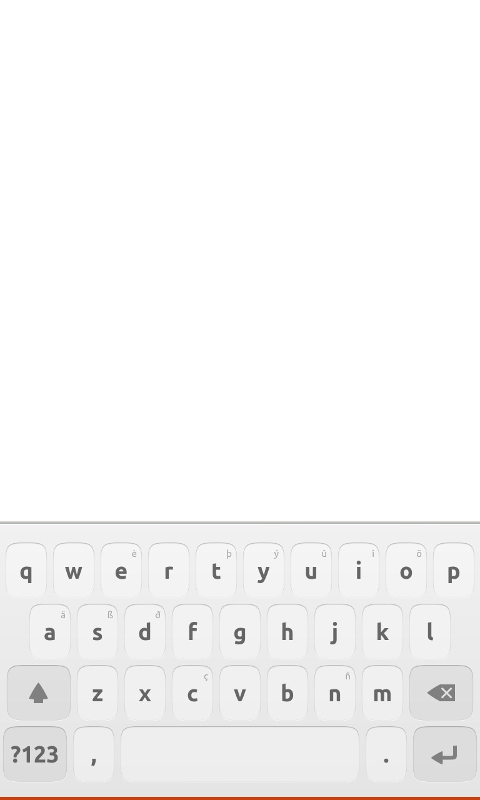 è þ ý û î ö
q w e r t y u i o p
ä ß ð
a s d f g h j k l
ç ñ
z x c v b n m
?123 , .